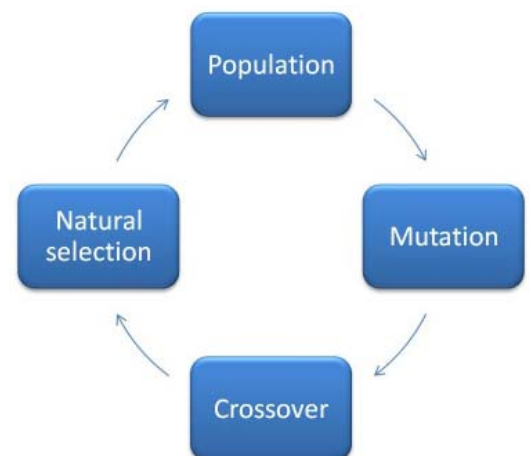 Population
Mutation
Crossover
Natural
selection